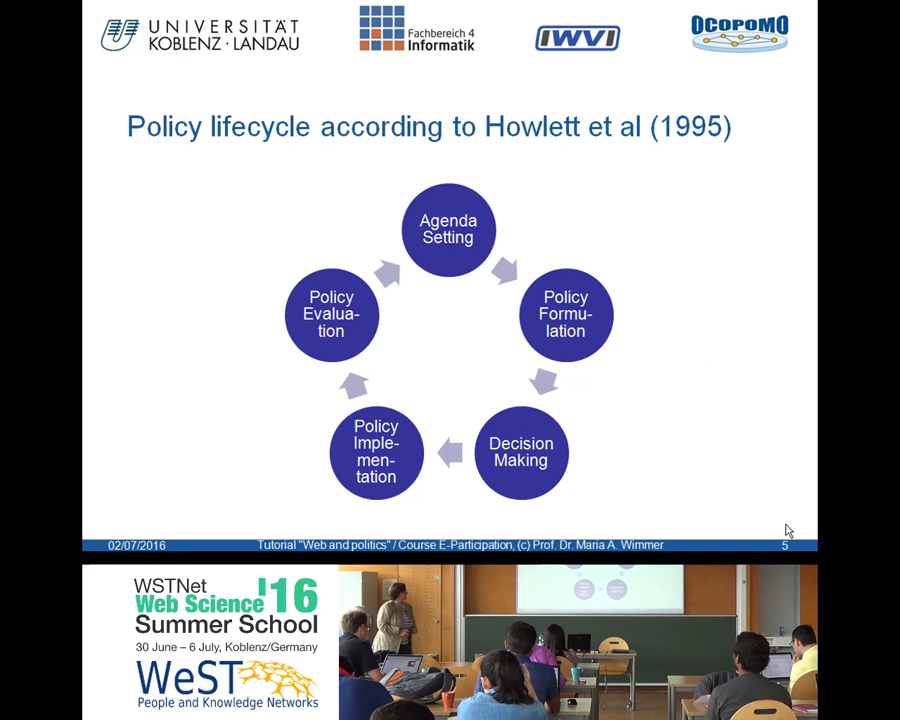 UNIVERSITÄT
KOBLENZ · LANDAU
Fachbereich 4
Informatik
IWVI
OCOPOMO
Policy lifecycle according to Howlett et al (1995)
Agenda
Setting
Policy
Formu-
lation
Decision
Making
Policy
Imple-
men-
tation
Policy
Evalua-
tion
02/07/2016
Tutorial "Web and politics" / Course E-Participation, (c) Prof. Dr. Maria A. Wimmer
5
WSTNet
Web Science '16
Summer School
30 June – 6 July, Koblenz/Germany
WeST
People and Knowledge Networks